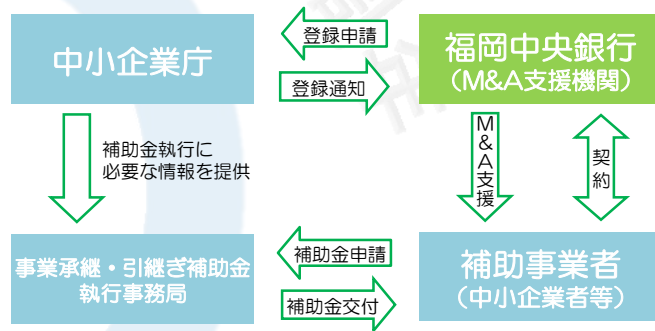 中小企業庁
登録申請
登録通知
福岡中央銀行
（M&A支援機関）
補助金執行に
必要な情報を提供
M&A支援
契約
事業承継・引継ぎ補助金
執行事務局
補助金申請
補助金交付
補助事業者
（中小企業者等）